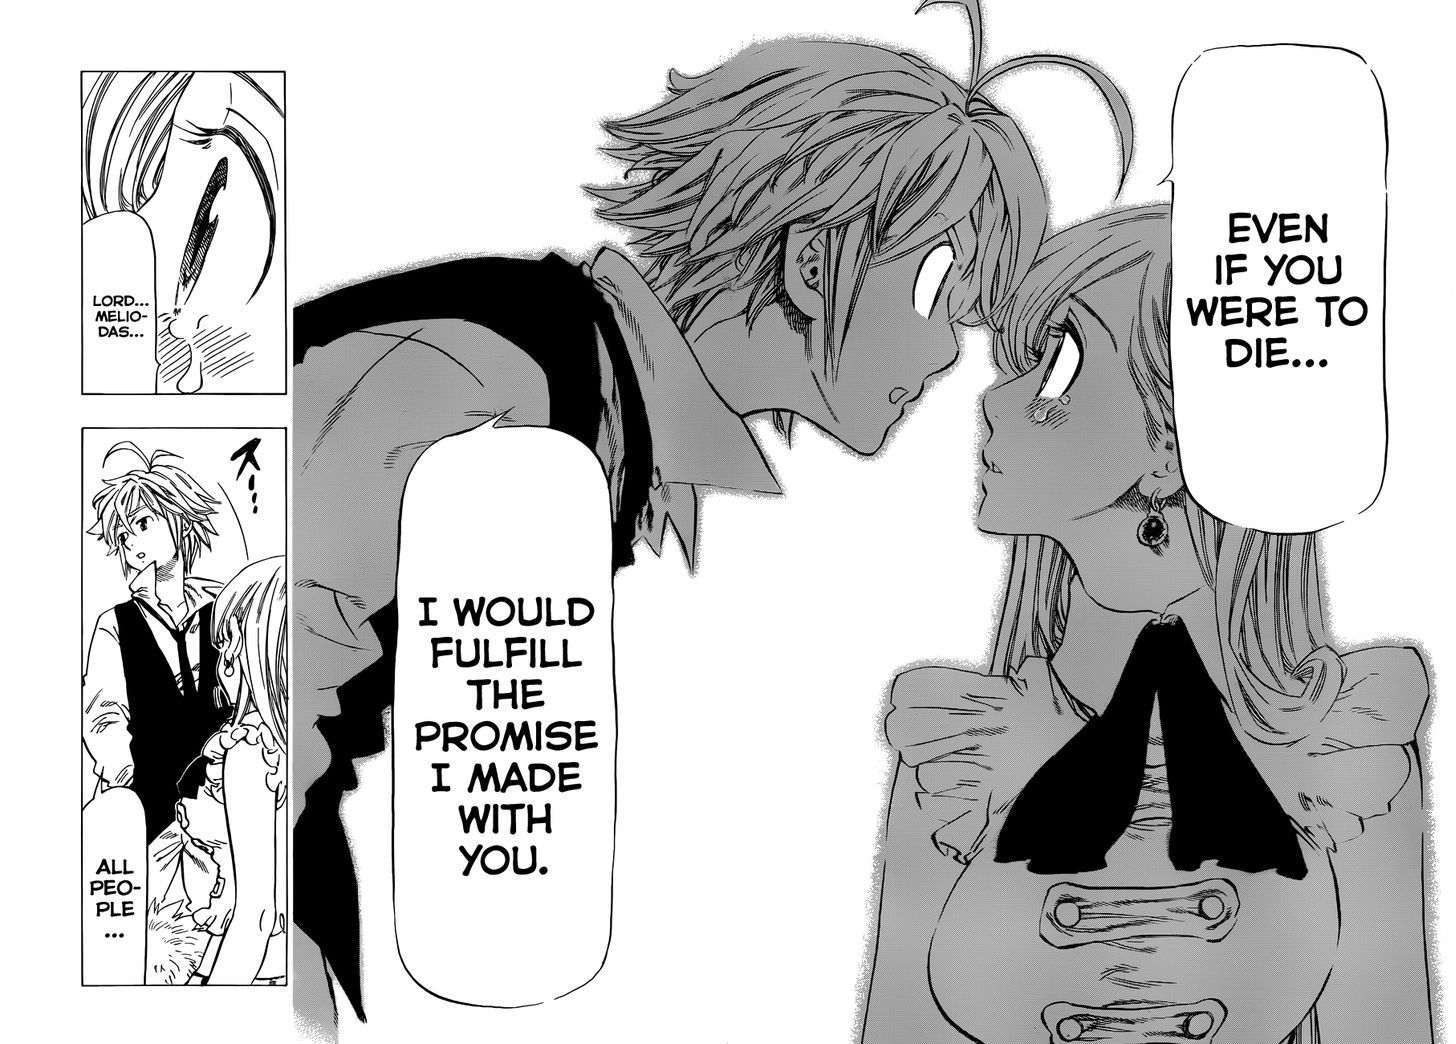 EVEN
IF YOU
WERE TO
DIE...
I WOULD
FULFILL
THE
PROMISE
I MADE
WITH
YOU.
LORD...
MELIO-
DAS...
スー…
ALL
PEO-
PLE
...